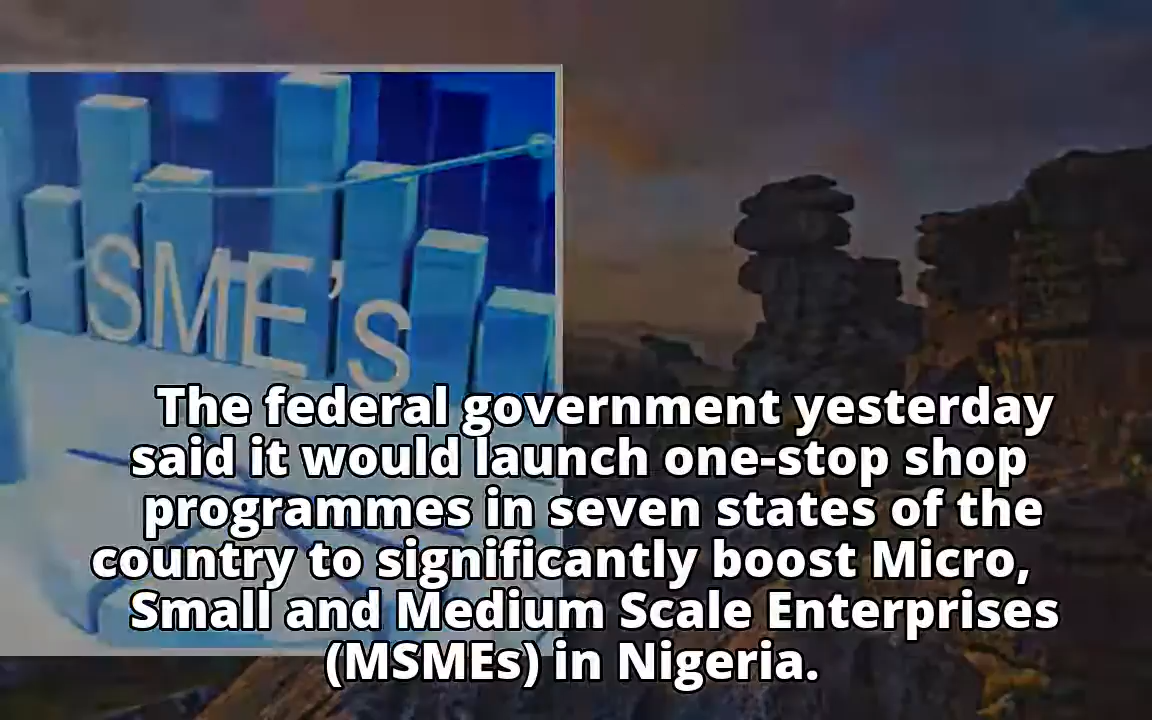 SME's
The federal government yesterday
said it would launch one-stop shop
programmes in seven states of the
country to significantly boost Micro,
Small and Medium Scale Enterprises
(MSMEs) in Nigeria.